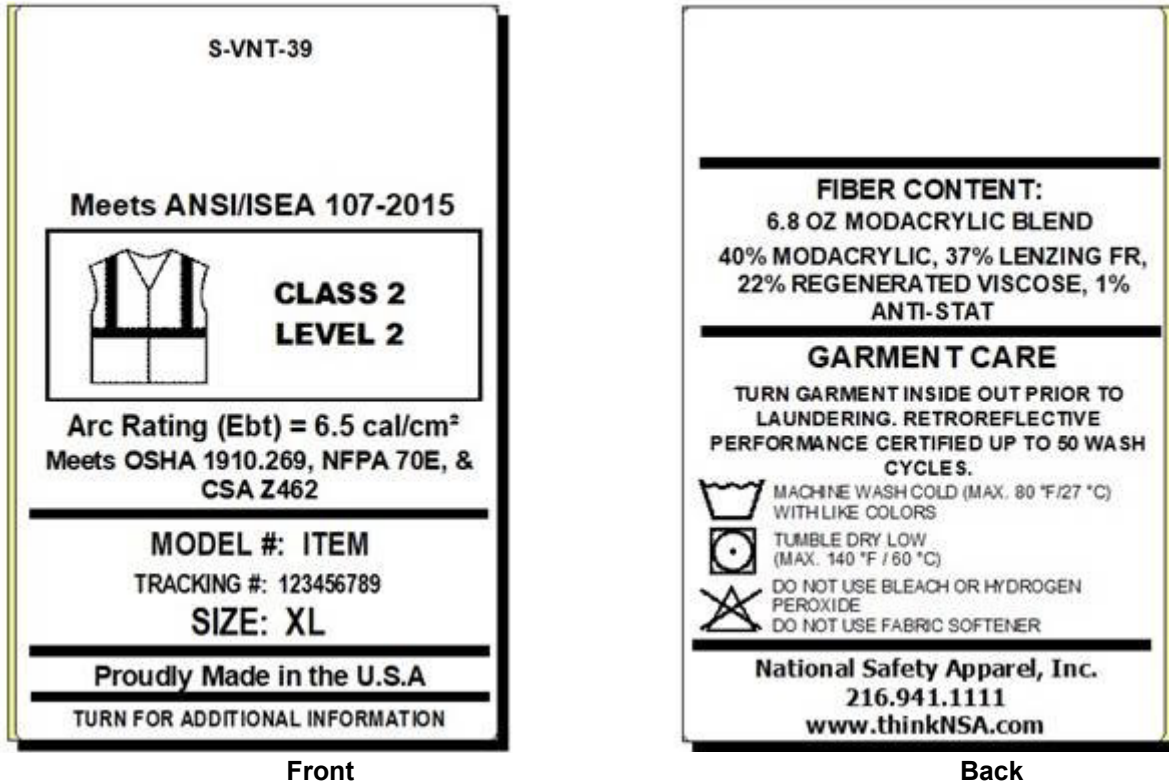 S-VNT-39
Meets ANSI/ISEA 107-2015
CLASS 2
LEVEL 2
Arc Rating (Ebt) = 6.5 cal/cm²
Meets OSHA 1910.269, NFPA 70E, &
CSA Z462
MODEL #: ITEM
TRACKING #: 123456789
SIZE: XL
Proudly Made in the U.S.A
TURN FOR ADDITIONAL INFORMATION
Front
FIBER CONTENT:
6.8 OZ MODACRYLIC BLEND
40% MODACRYLIC, 37% LENZING FR,
22% REGENERATED VISCOSE, 1%
ANTI-STAT
GARMENT CARE
TURN GARMENT INSIDE OUT PRIOR TO
LAUNDERING. RETROREFLECTIVE
PERFORMANCE CERTIFIED UP TO 50 WASH
CYCLES.
MACHINE WASH COLD (MAX. 80 °F/27 °C)
WITH LIKE COLORS
TUMBLE DRY LOW
(MAX. 140 °F / 60 °C)
DO NOT USE BLEACH OR HYDROGEN
PEROXIDE
DO NOT USE FABRIC SOFTENER
National Safety Apparel, Inc.
216.941.1111
www.thinkNSA.com
Back